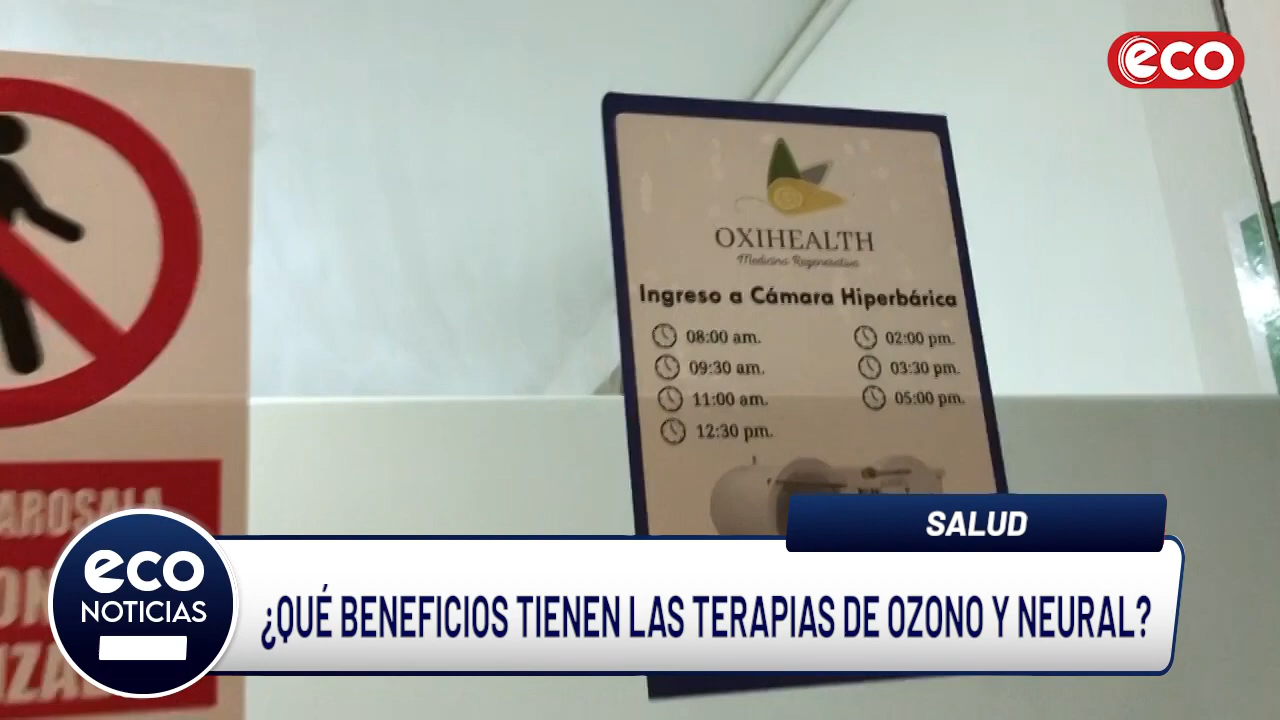 eco
OXIHEALTH
Medicina Regenerativa
Ingreso a Cámara Hiperbárica
08:00 am.
09:30 am.
11:00 am.
12:30 pm.
02:00 pm.
03:30 pm.
05:00 pm.
SALUD
eco
NOTICIAS
¿QUÉ BENEFICIOS TIENEN LAS TERAPIAS DE OZONO Y NEURAL?